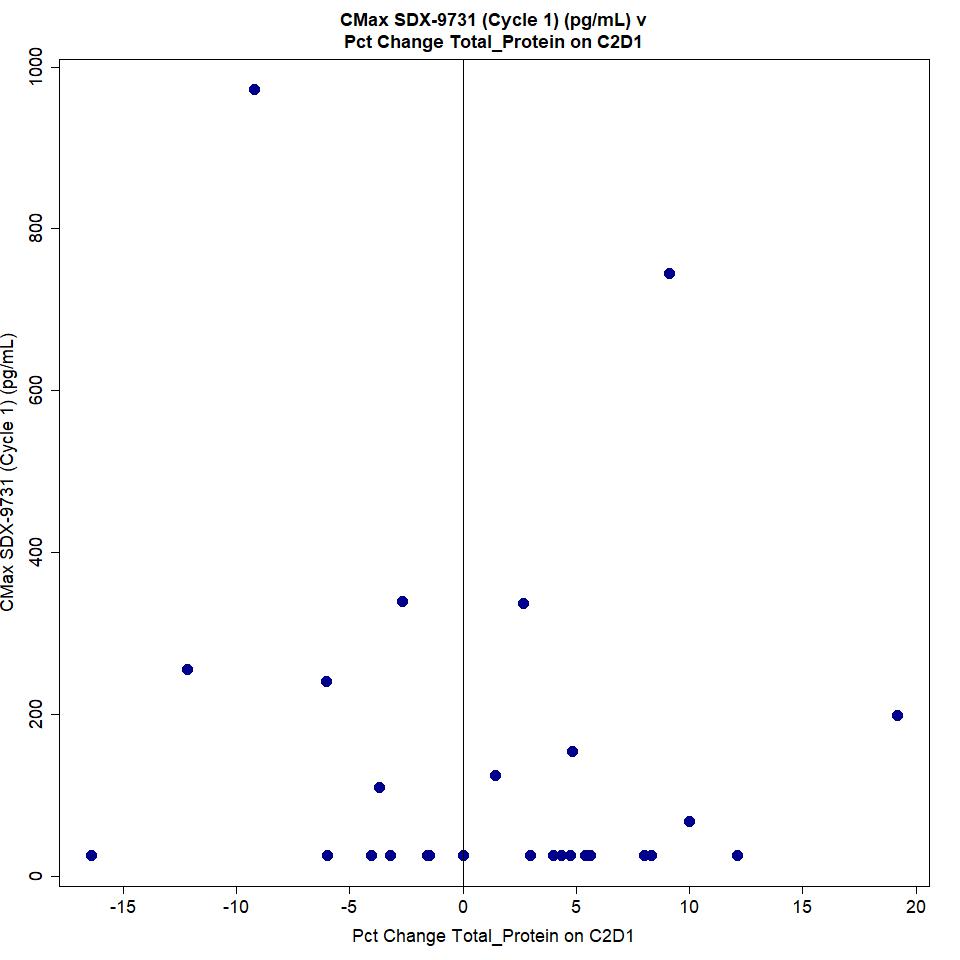 CMax SDX-9731 (Cycle 1) (pg/mL) v
Pct Change Total_Protein on C2D1
1000
800
600
400
200
0
CMax SDX-9731 (Cycle 1) (pg/mL)
-15 -10 -5 0 5 10 15 20
Pct Change Total_Protein on C2D1